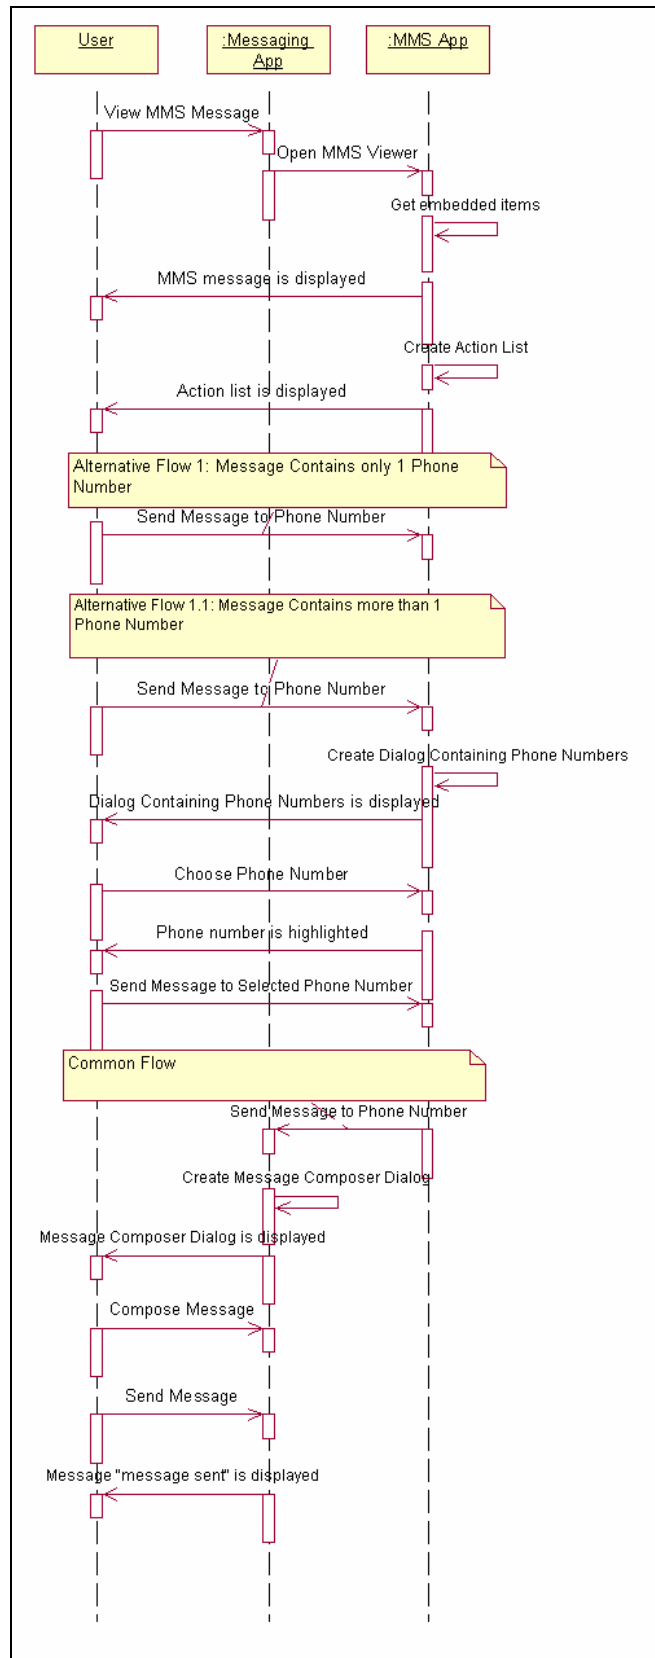 User
:Messaging
App
:MMS App
View MMS Message
Open MMS Viewer
Get embedded items
MMS message is displayed
Create Action List
Action list is displayed
Alternative Flow 1: Message Contains only 1 Phone
Number
Send Message to Phone Number
Alternative Flow 1.1: Message Contains more than 1
Phone Number
Send Message to Phone Number
Create Dialog Containing Phone Numbers
Dialog Containing Phone Numbers is displayed
Choose Phone Number
Phone number is highlighted
Send Message to Selected Phone Number
Common Flow
Send Message to Phone Number
Create Message Composer Dialog
Message Composer Dialog is displayed
Compose Message
Send Message
Message "message sent" is displayed